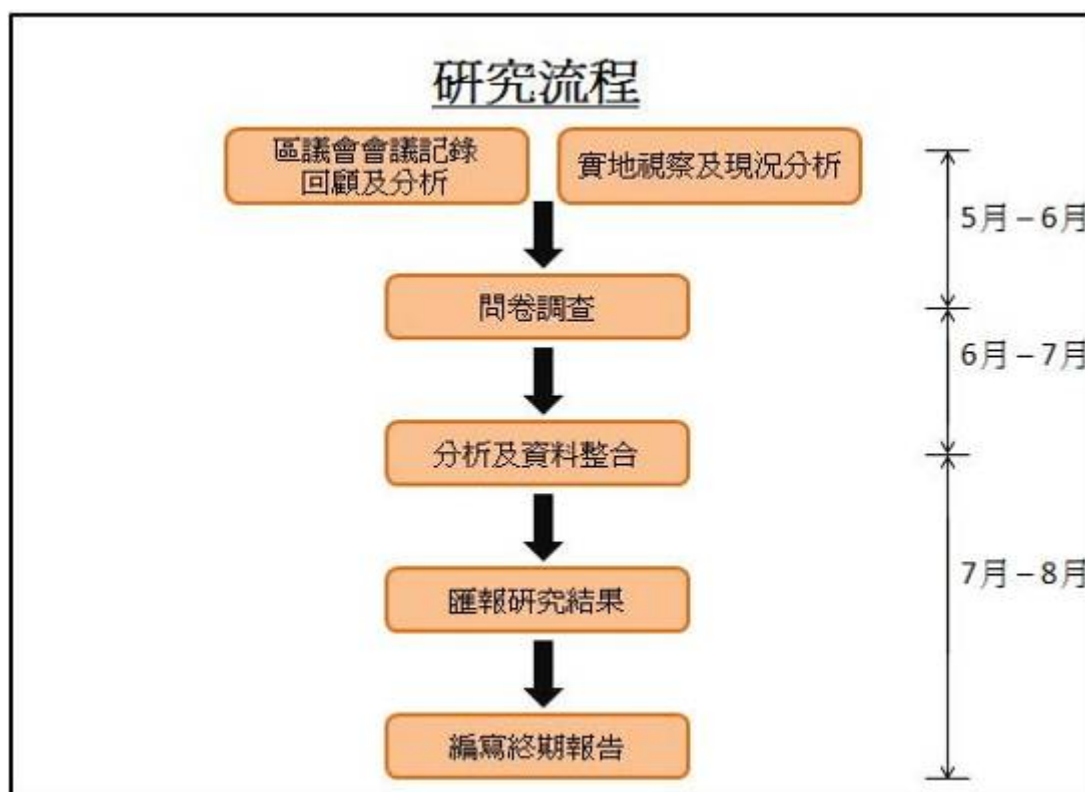 研究流程
區議會會議記錄
回顧及分析
實地視察及現況分析
5月–6月
問卷調查
6月–7月
分析及資料整合
匯報研究結果
7月–8月
編寫終期報告